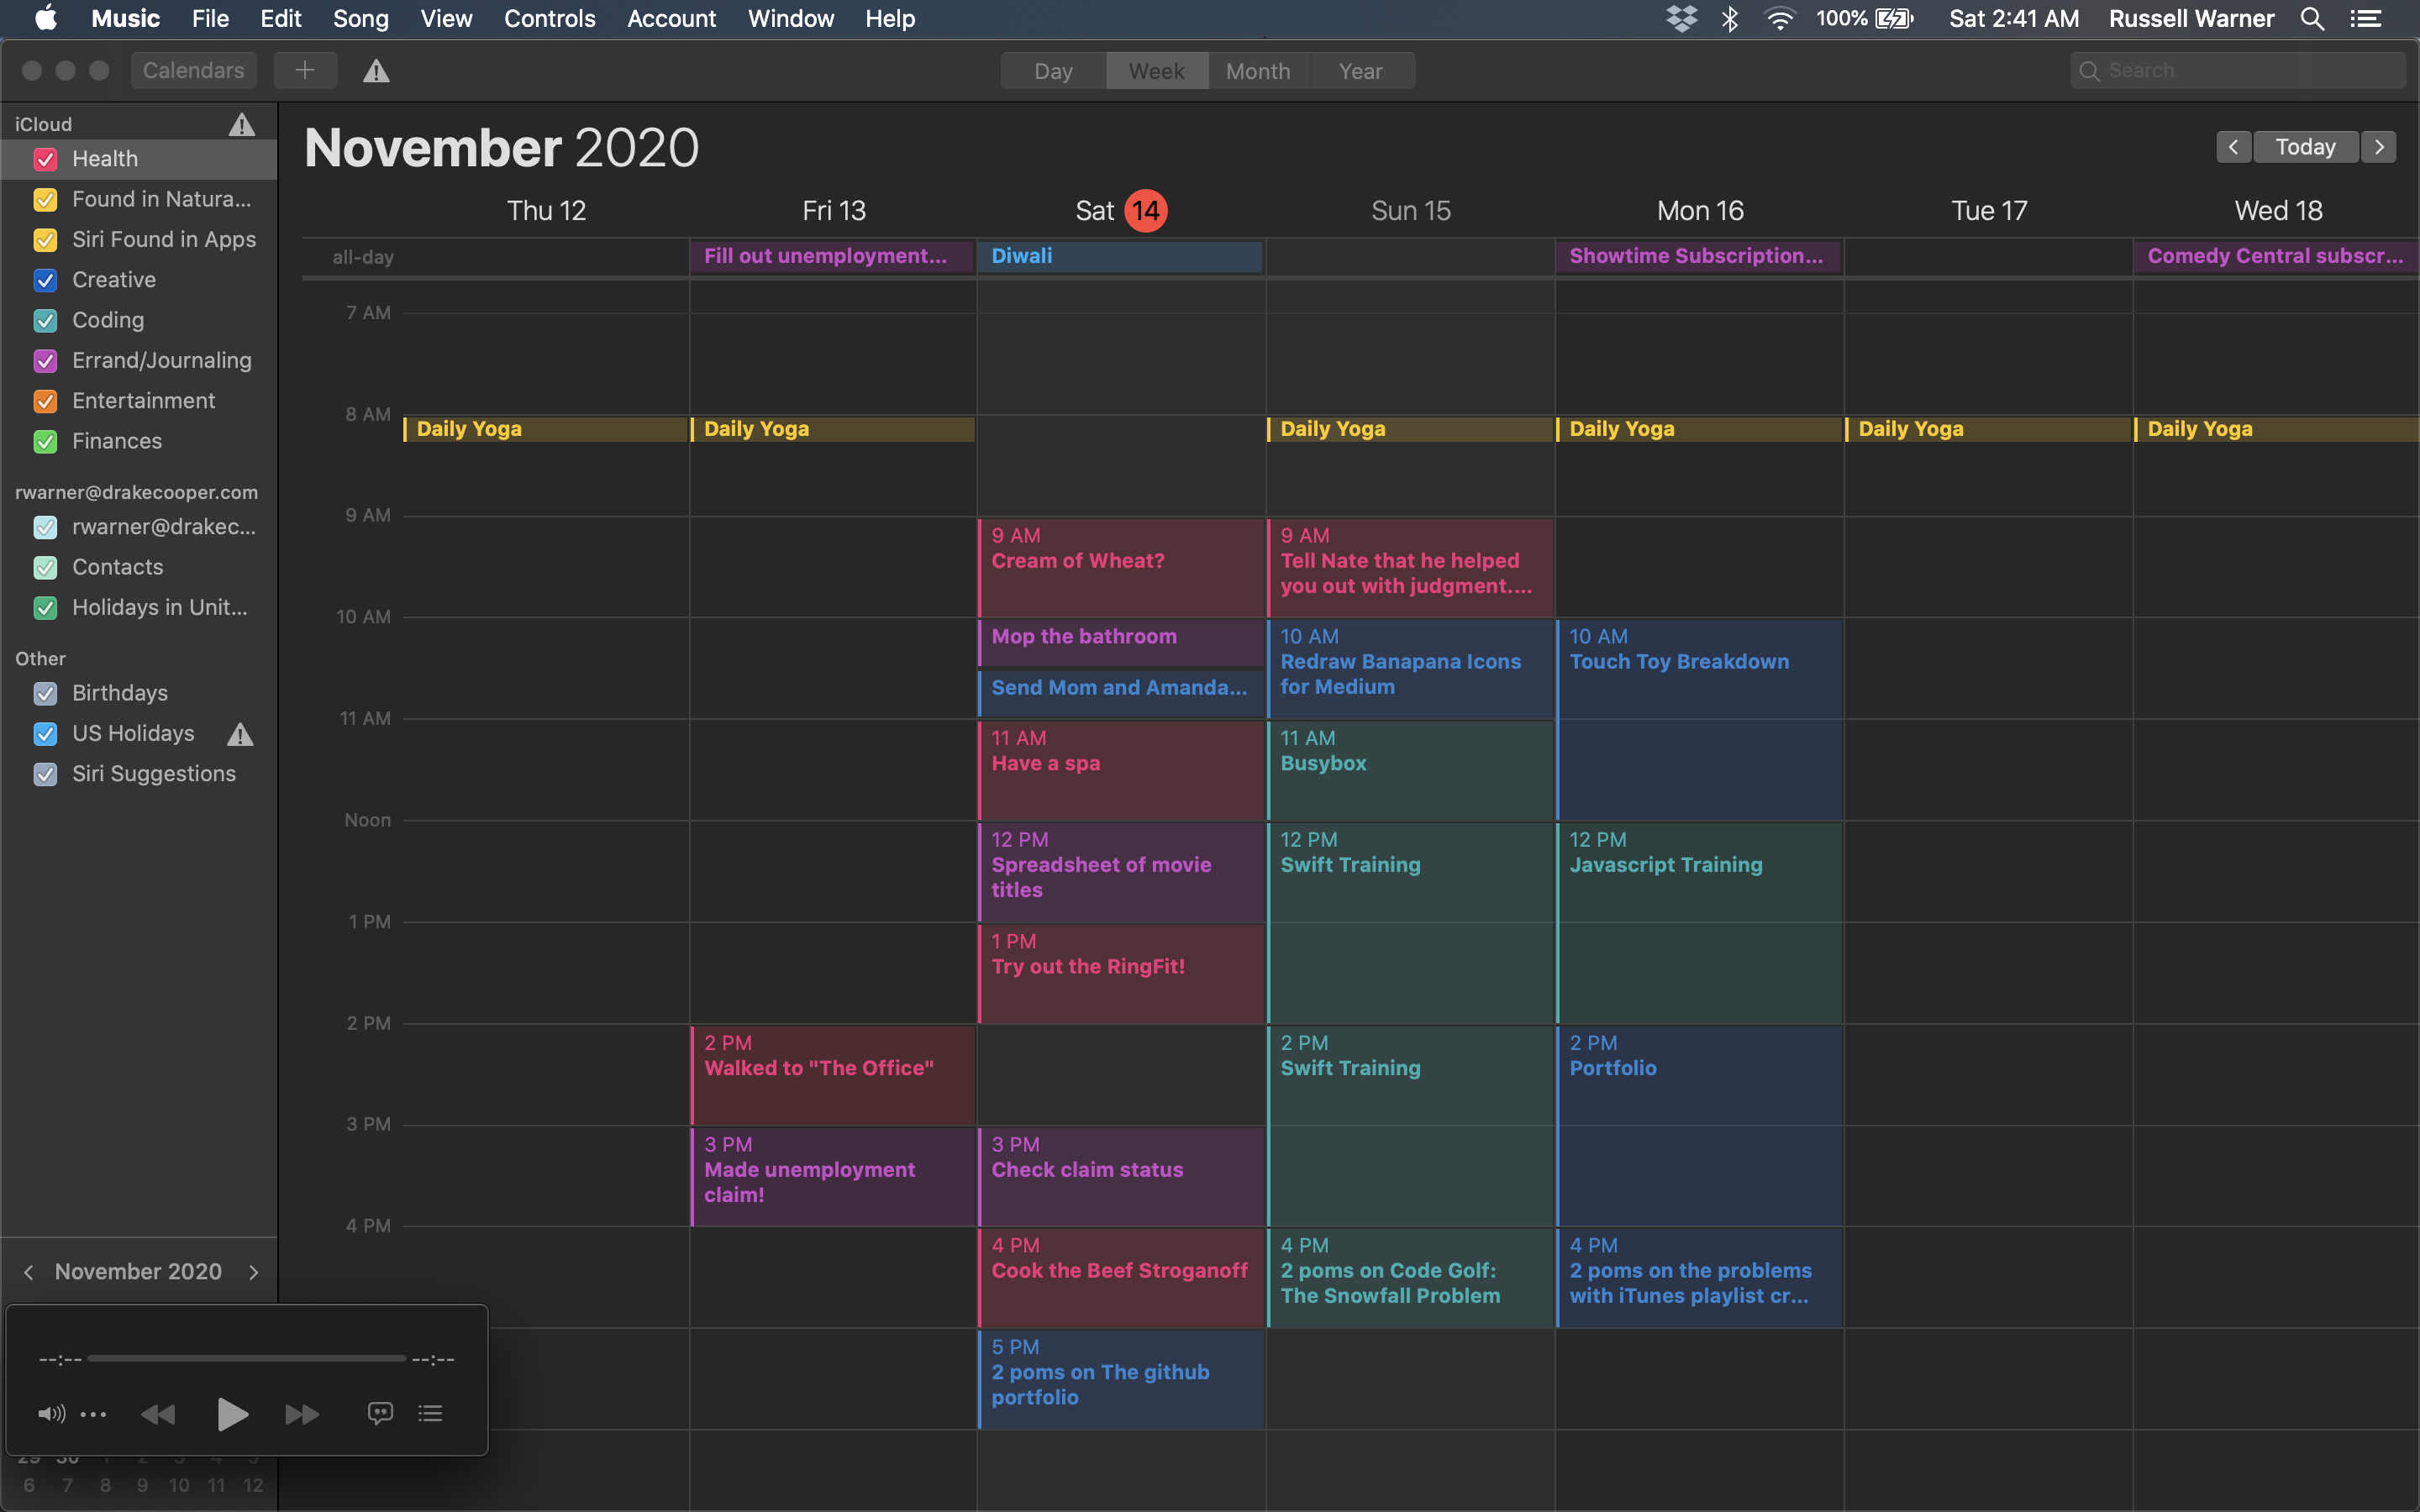 Music File Edit Song View Controls Account Window Help 100% Sat 2:41 AM Russell Warner
Calendars Day Week Month Year Search
iCloud
Health
Found in Natura...
Siri Found in Apps
Creative
Coding
Errand/Journaling
Entertainment
Finances
rwarner@drakecooper.com
rwarner@drakec...
Contacts
Holidays in Unit...
Other
Birthdays
US Holidays
Siri Suggestions
November 2020
--:-- --:--
29 30 1 2 3 4 5
6 7 8 9 10 11 12
November 2020
Today
Thu 12 Fri 13 Sat 14 Sun 15 Mon 16 Tue 17 Wed 18
all-day
Fill out unemployment...
Diwali
Showtime Subscription...
Comedy Central subscr...
7 AM
8 AM
9 AM
10 AM
11 AM
Noon
1 PM
2 PM
3 PM
4 PM
Daily Yoga
Daily Yoga
2 PM
Walked to "The Office"
3 PM
Made unemployment
claim!
9 AM
Cream of Wheat?
Mop the bathroom
Send Mom and Amanda...
11 AM
Have a spa
12 PM
Spreadsheet of movie
titles
1 PM
Try out the RingFit!
3 PM
Check claim status
4 PM
Cook the Beef Stroganoff
5 PM
2 poms on The github
portfolio
Daily Yoga
9 AM
Tell Nate that he helped
you out with judgment....
10 AM
Redraw Banapana Icons
for Medium
11 AM
Busybox
12 PM
Swift Training
2 PM
Swift Training
4 PM
2 poms on Code Golf:
The Snowfall Problem
Daily Yoga
10 AM
Touch Toy Breakdown
12 PM
Javascript Training
2 PM
Portfolio
4 PM
2 poms on the problems
with iTunes playlist cr...
Daily Yoga
Daily Yoga